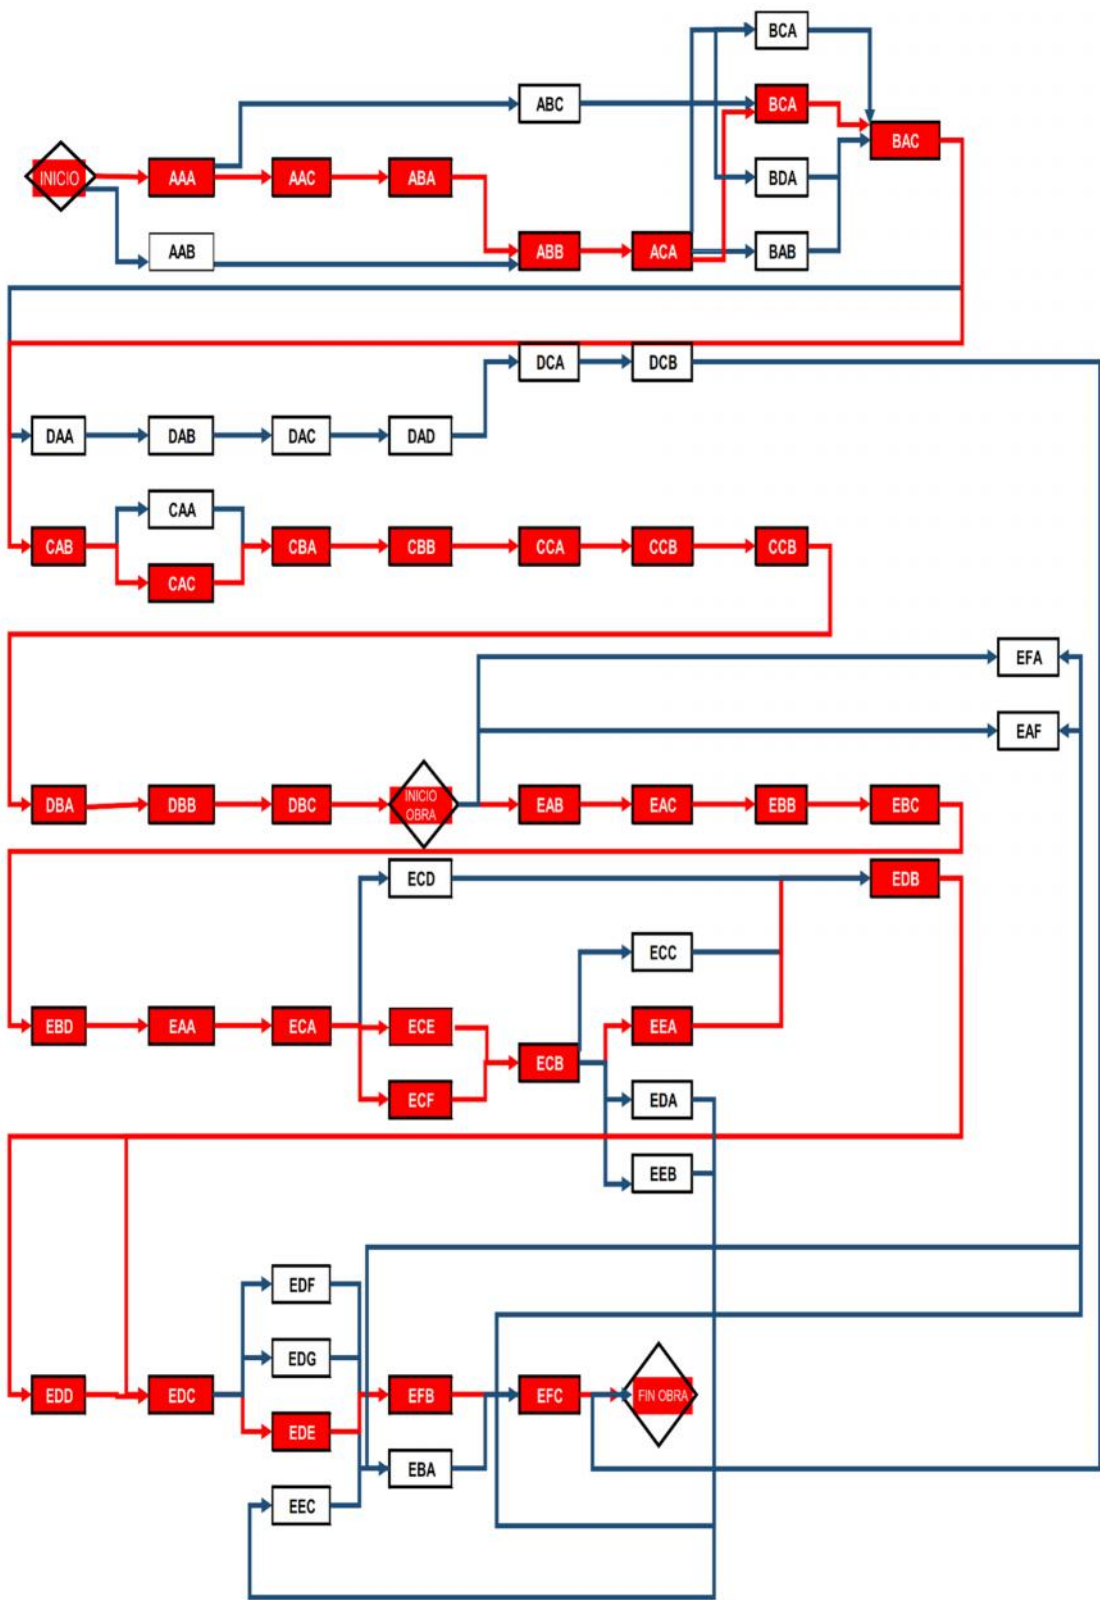 BCA
ABC BCA
BAC
INICIO AAA AAC ABA BDA
AAB ABB ACA BAB
DCA DCB
DAA DAB DAC DAD
CAA
CAB CBA CBB CCA CCB CCB
CAC
EFA
EAF
DBA DBB DBC INICIO OBRA EAB EAC EBB EBC
ECD EDB
ECC
EBD EAA ECA ECE EEA
ECB
ECF EDA
EEB
EDF
EDG
EDD EDC EFB EFC FIN OBRA
EDE
EBA
EEC